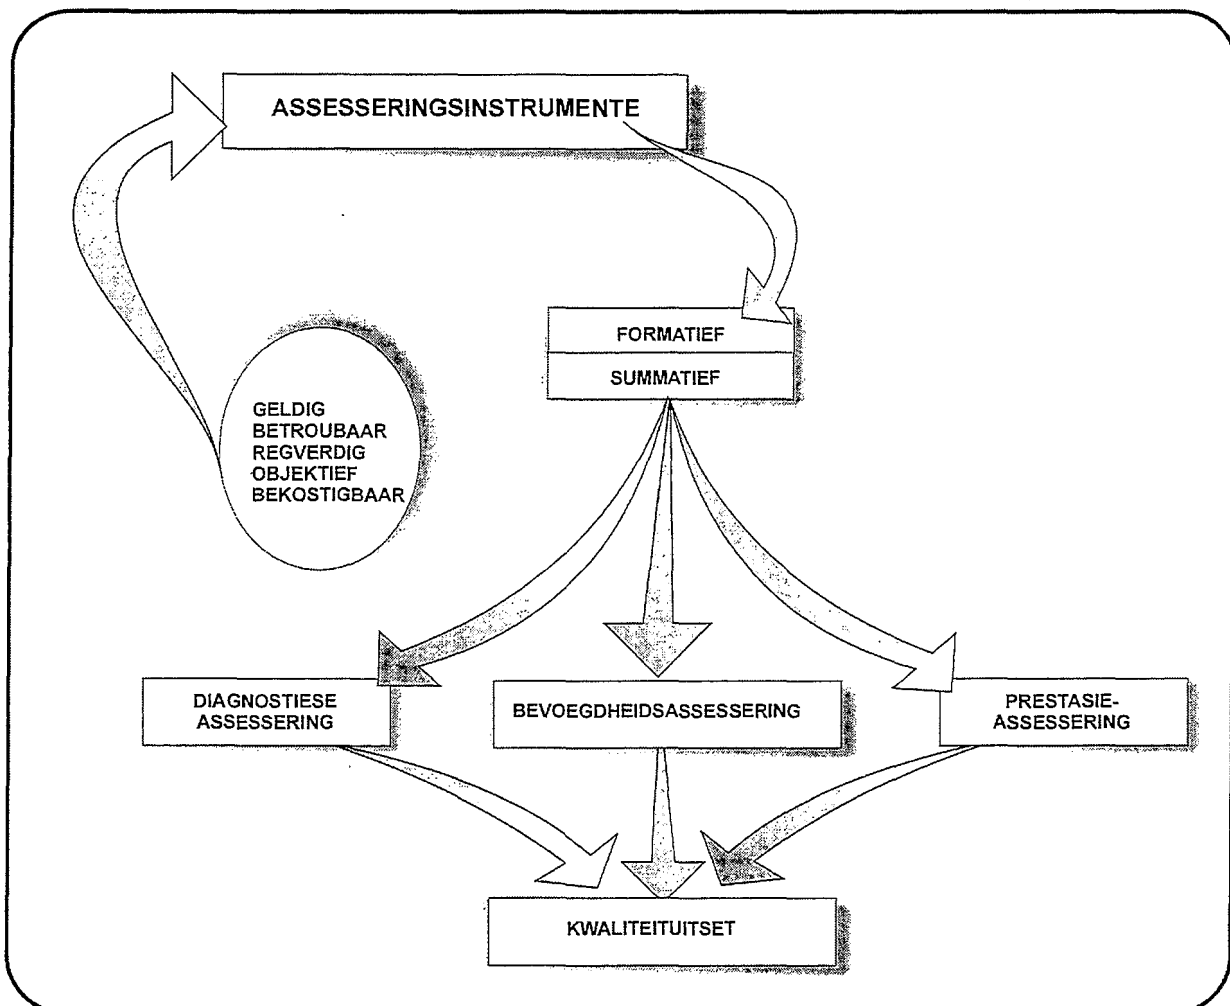 ASSESSERINGSINSTRUMENTE
FORMATIEF
SUMMATIEF
GELDIG
BETROUBAAR
REGVERDIG
OBJEKTIEF
BEKOSTIGBAAR
DIAGNOSTIESE
ASSESSERING
BEVOEGDHEIDSASSESSERING
PRESTASIE-
ASSESSERING
KWALITEITUITSET